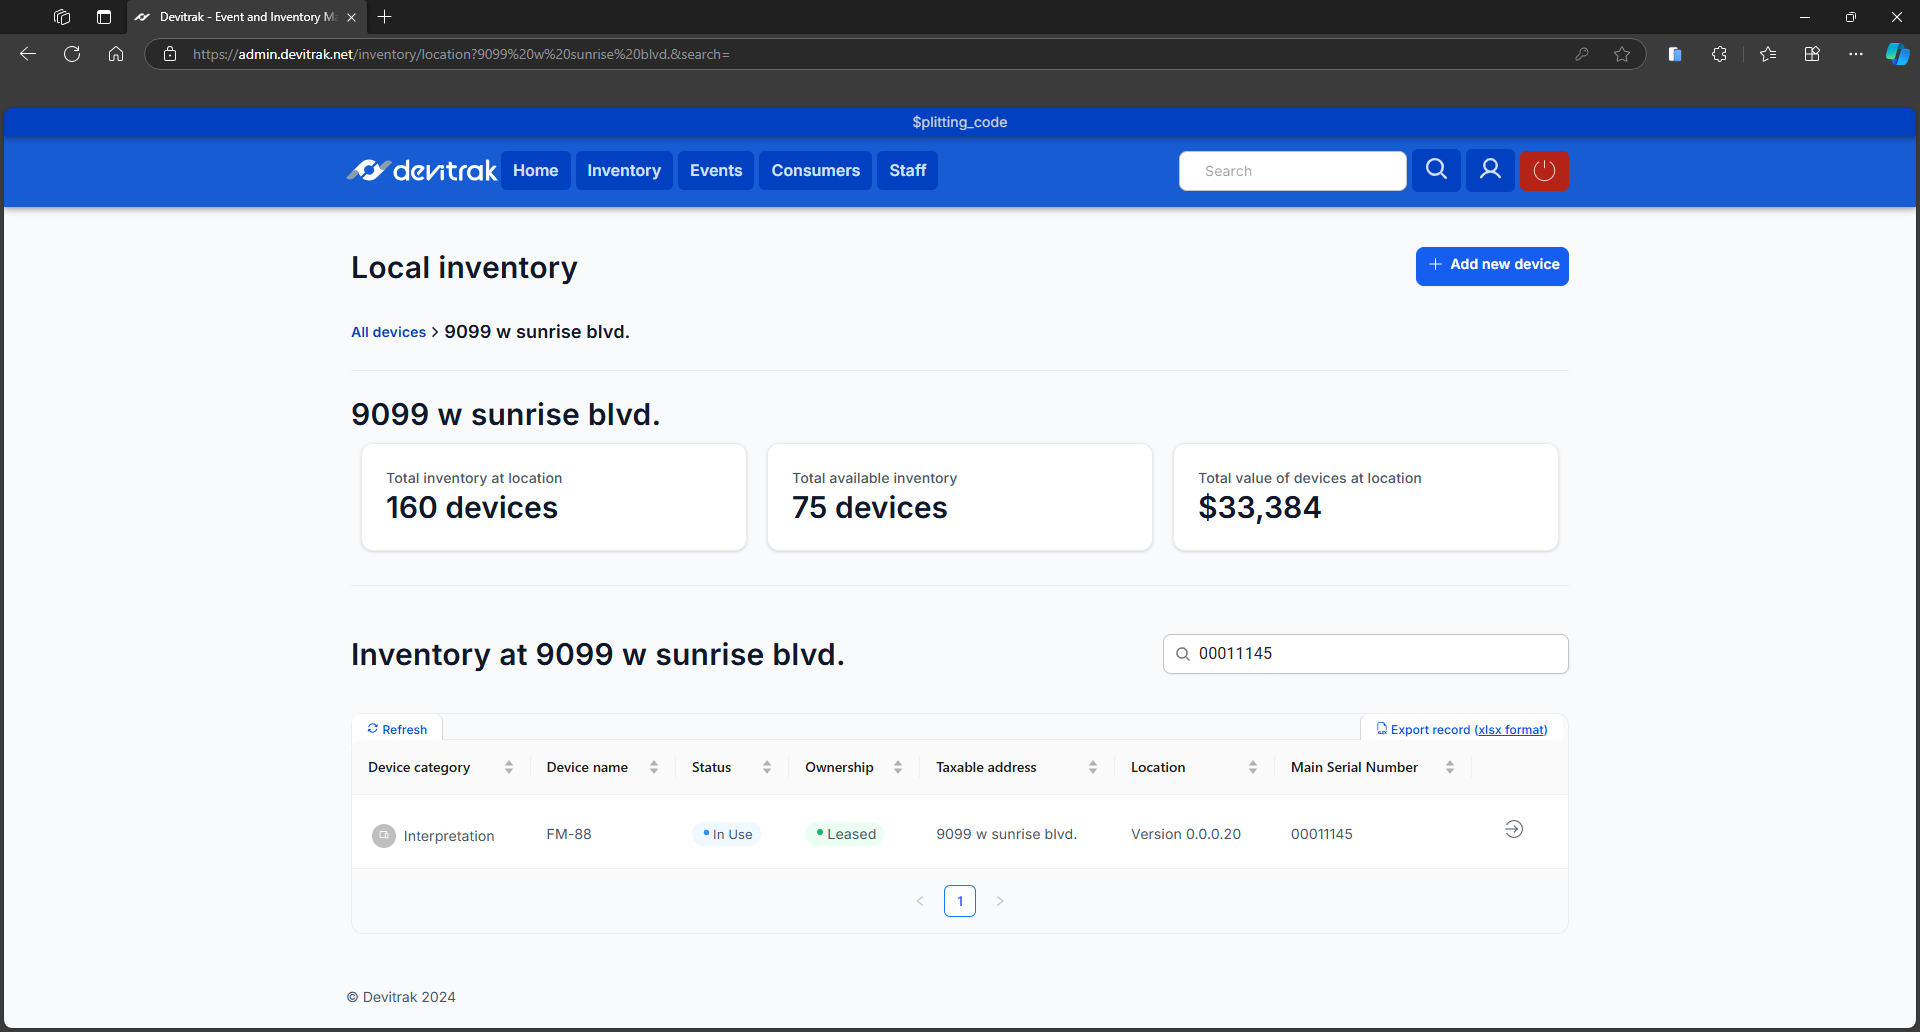 Devitrak - Event and Inventory Ma
https://admin.devitrak.net/inventory/location?9099%20w%20sunrise%20blvd.&search=
$plitting_code
devitrak Home Inventory Events Consumers Staff Search
Local inventory
Add new device
All devices > 9099 w sunrise blvd.
9099 w sunrise blvd.
Total inventory at location
160 devices
Total available inventory
75 devices
Total value of devices at location
$33,384
Inventory at 9099 w sunrise blvd.
00011145
Refresh
Export record (xlsx format)
Device category Device name Status Ownership Taxable address Location Main Serial Number
Interpretation FM-88 In Use Leased 9099 w sunrise blvd. Version 0.0.0.20 00011145
< 1 >
© Devitrak 2024